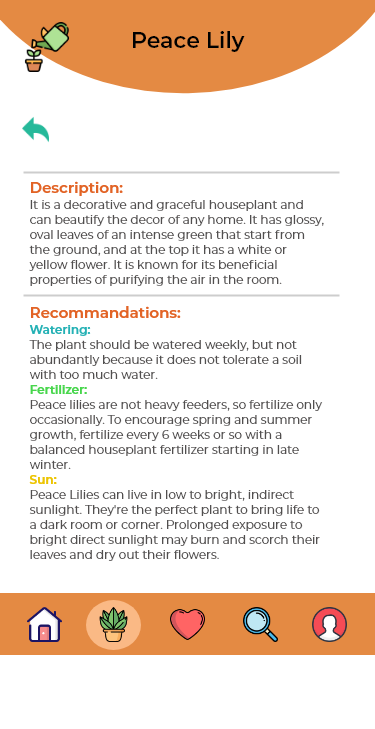 Peace Lily
Description:
It is a decorative and graceful houseplant and
can beautify the decor of any home. It has glossy,
oval leaves of an intense green that start from
the ground, and at the top it has a white or
yellow flower. It is known for its beneficial
properties of purifying the air in the room.
Recommandations:
Watering:
The plant should be watered weekly, but not
abundantly because it does not tolerate a soil
with too much water.
Fertilizer:
Peace lilies are not heavy feeders, so fertilize only
occasionally. To encourage spring and summer
growth, fertilize every 6 weeks or so with a
balanced houseplant fertilizer starting in late
winter.
Sun:
Peace Lilies can live in low to bright, indirect
sunlight. They're the perfect plant to bring life to
a dark room or corner. Prolonged exposure to
bright direct sunlight may burn and scorch their
leaves and dry out their flowers.